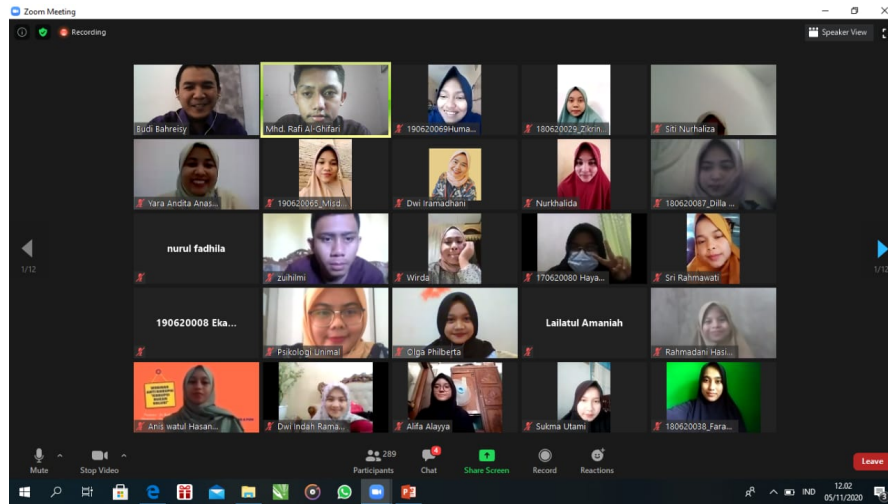 Zoom Meeting
Recording
Speaker View
Budi Bahreisy
Mhd. Rafi Al-Ghifari
190620069Huma...
180620029_Zikrin...
Siti Nurhaliza
Yara Andita Anas...
190620065_Misd...
Dwi Iramadhani
Nurkhalida
180620087_Dilla ...
nurul fadhila
zuihilmi
Wirda
170620080 Haya...
Sri Rahmawati
1/12
1/12
190620008 Eka...
Psikologi Unimal
Olga Philberta
Lailatul Amaniah
Rahmadani Hasi...
Anis watul Hasan...
Dwi Indah Rama...
Alifa Alayya
Sukma Utami
180620038_Fara...
Mute
Stop Video
289
Participants
Chat
Share Screen
Record
Reactions
Leave
IND
12.02
05/11/2020